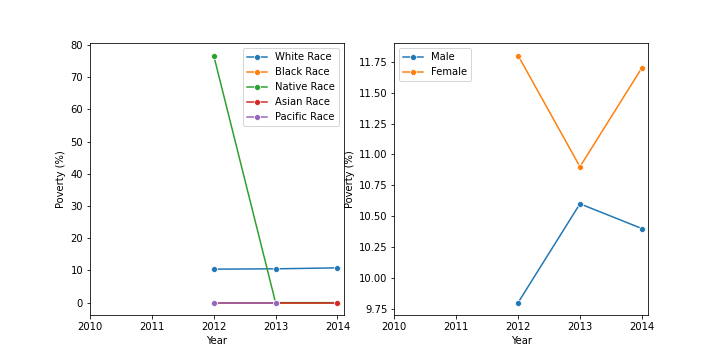 80
70
60
50
40
30
20
10
0
Poverty (%)
2010 2011 2012 2013 2014
Year
White Race
Black Race
Native Race
Asian Race
Pacific Race
11.75
11.50
11.25
11.00
10.75
10.50
10.25
10.00
9.75
Poverty (%)
2010 2011 2012 2013 2014
Year
Male
Female